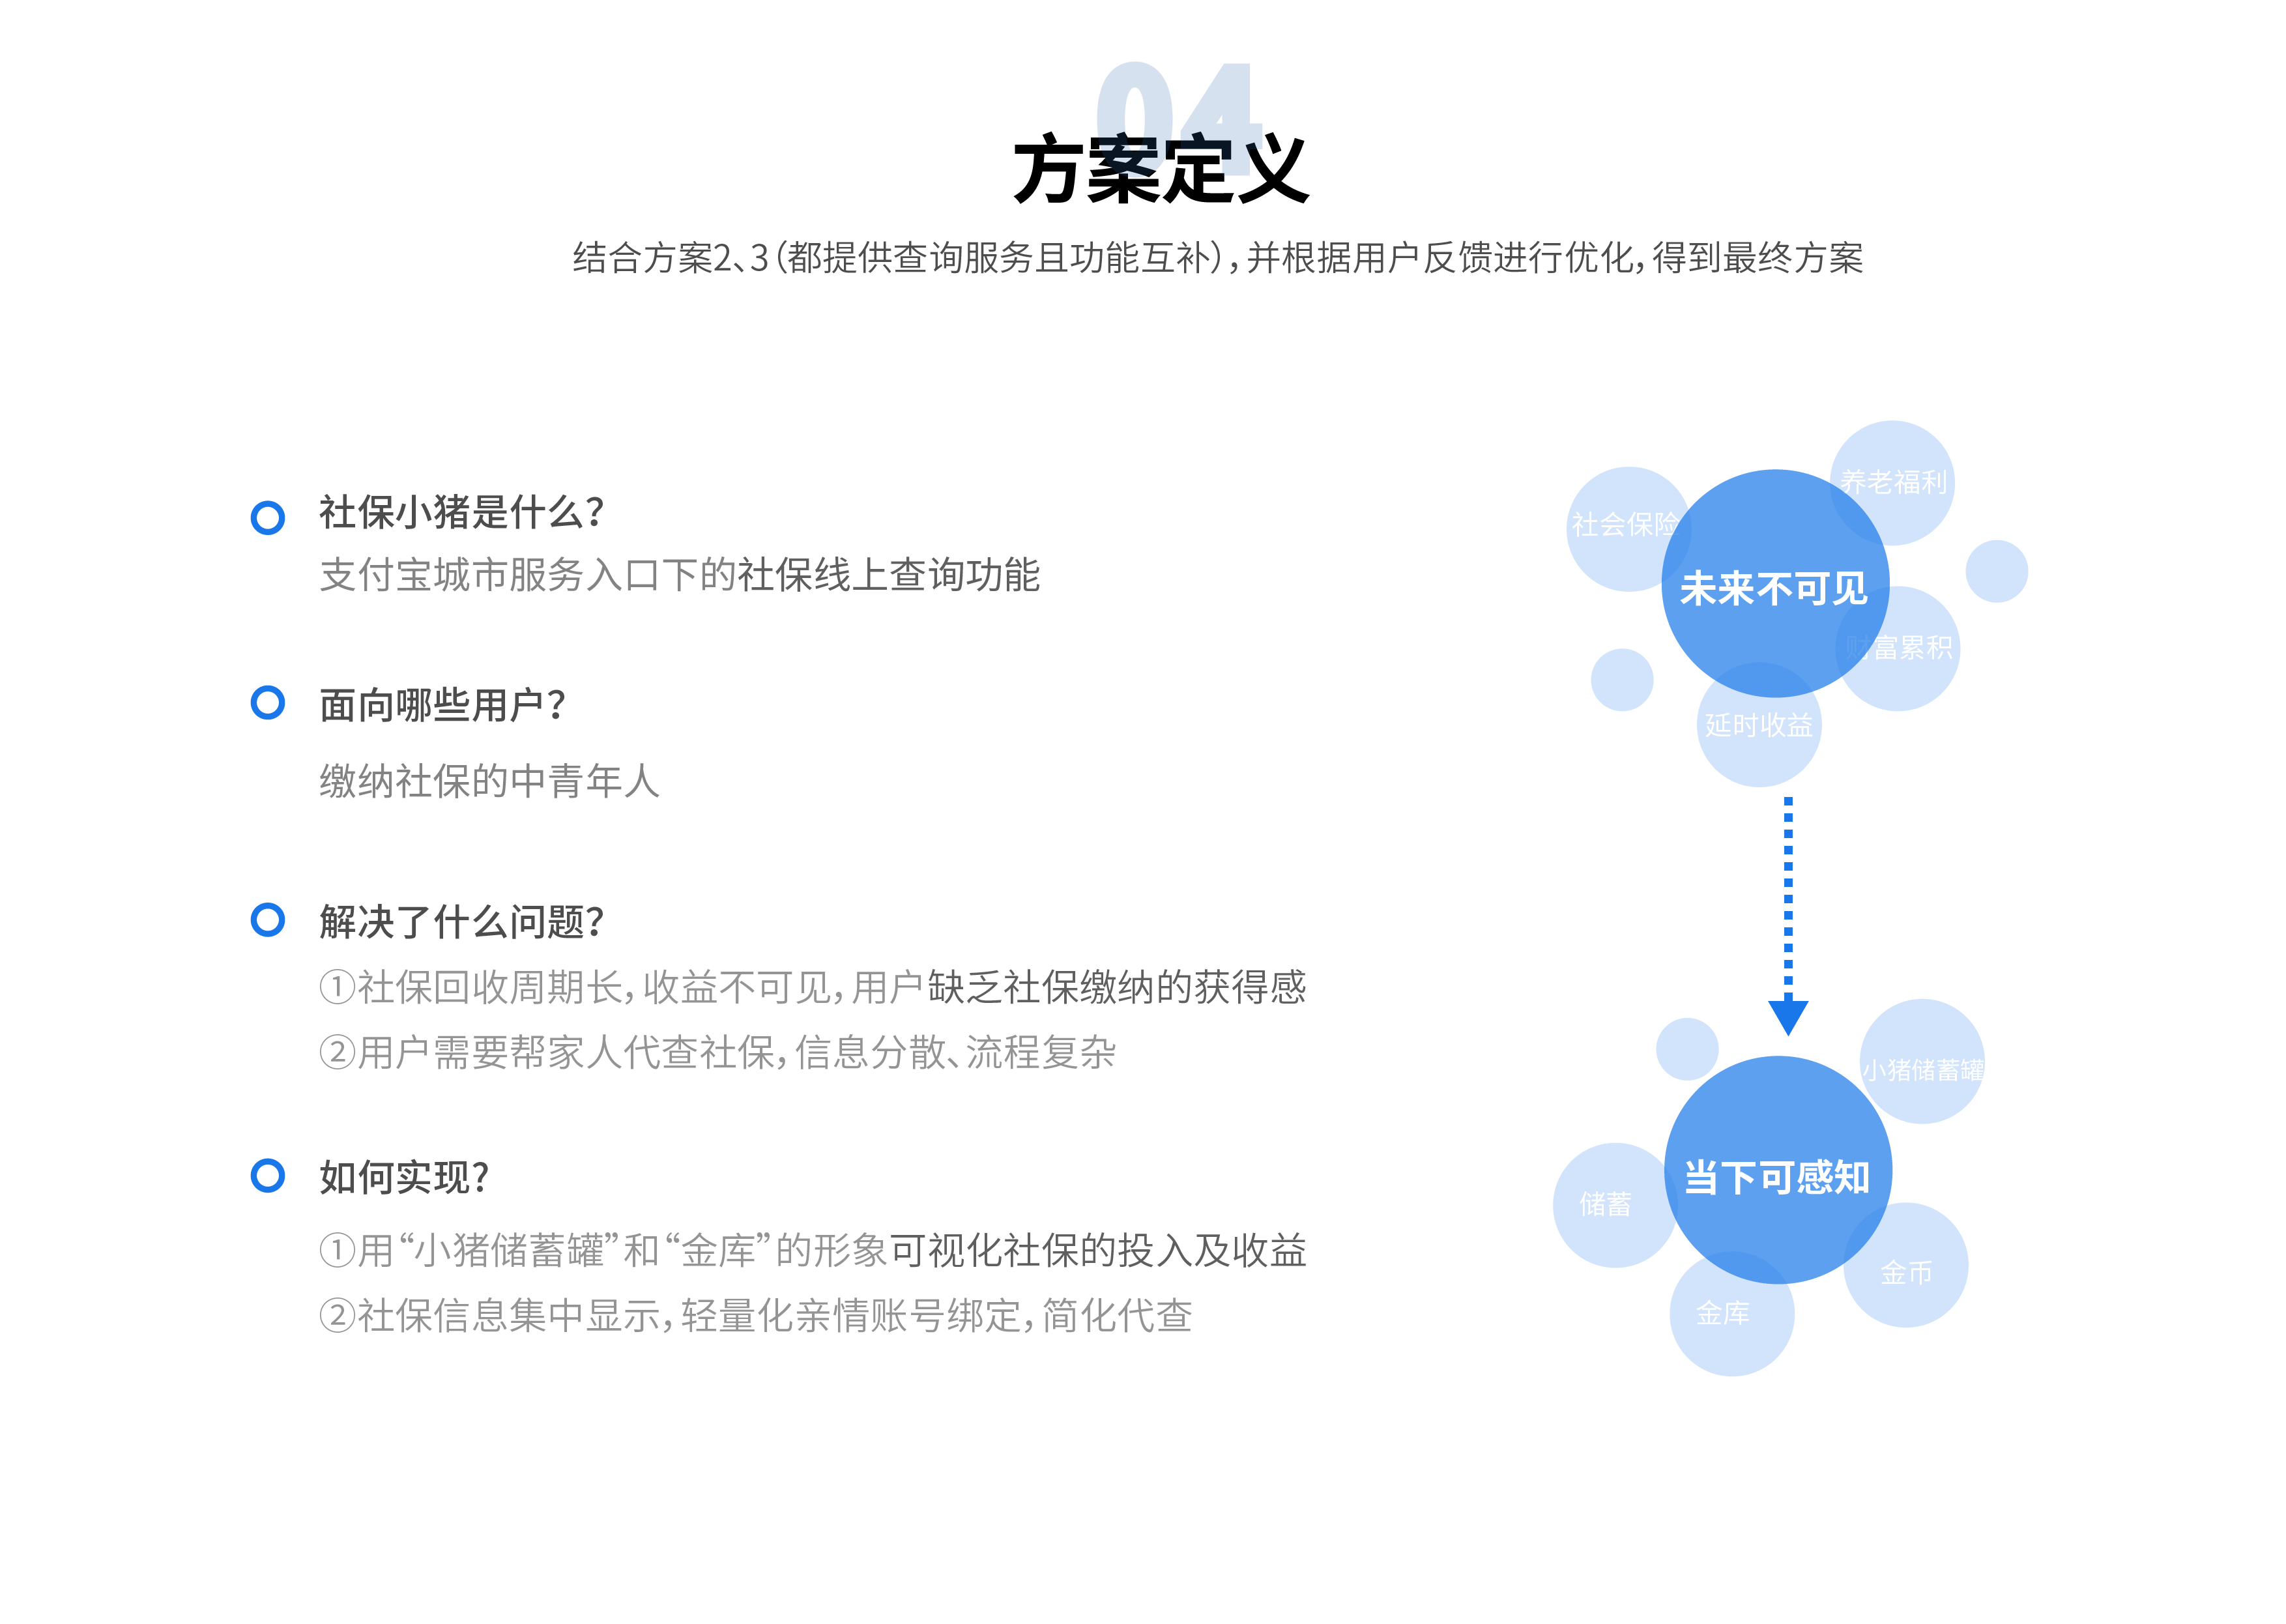 04
方案定义
结合方案2、3（都提供查询服务且功能互补），并根据用户反馈进行优化，得到最终方案
社保小猪是什么？
支付宝城市服务入口下的社保线上查询功能
面向哪些用户？
缴纳社保的中青年人
解决了什么问题？
①社保回收周期长，收益不可见，用户缺乏社保缴纳的获得感
②用户需要帮家人代查社保，信息分散、流程复杂
如何实现？
①用“小猪储蓄罐”和“金库”的形象可视化社保的投入及收益
②社保信息集中显示，轻量化亲情账号绑定，简化代查
养老福利
社会保险
未来不可见
财富累积
延时收益
小猪储蓄罐
当下可感知
储蓄
金币
金库